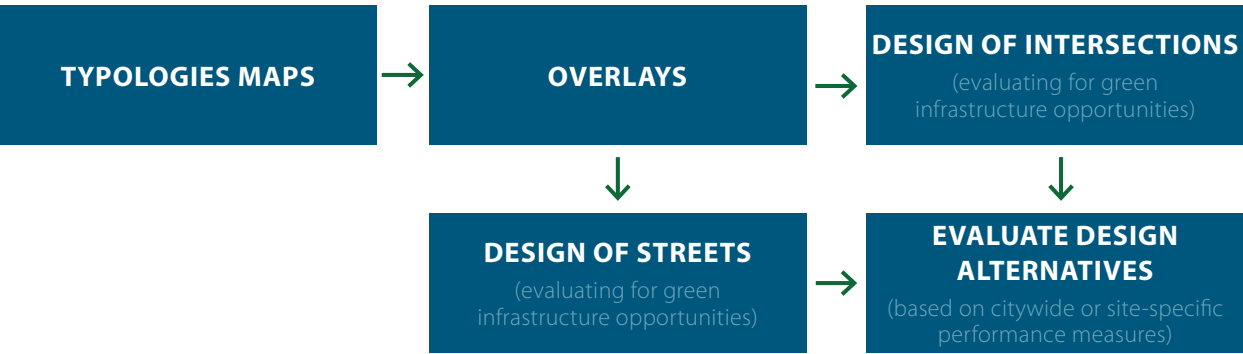 TYPOLOGIES MAPS
OVERLAYS
DESIGN OF INTERSECTIONS
(evaluating for green
infrastructure opportunities)
DESIGN OF STREETS
(evaluating for green
infrastructure opportunities)
EVALUATE DESIGN
ALTERNATIVES
(based on citywide or site-specific
performance measures)